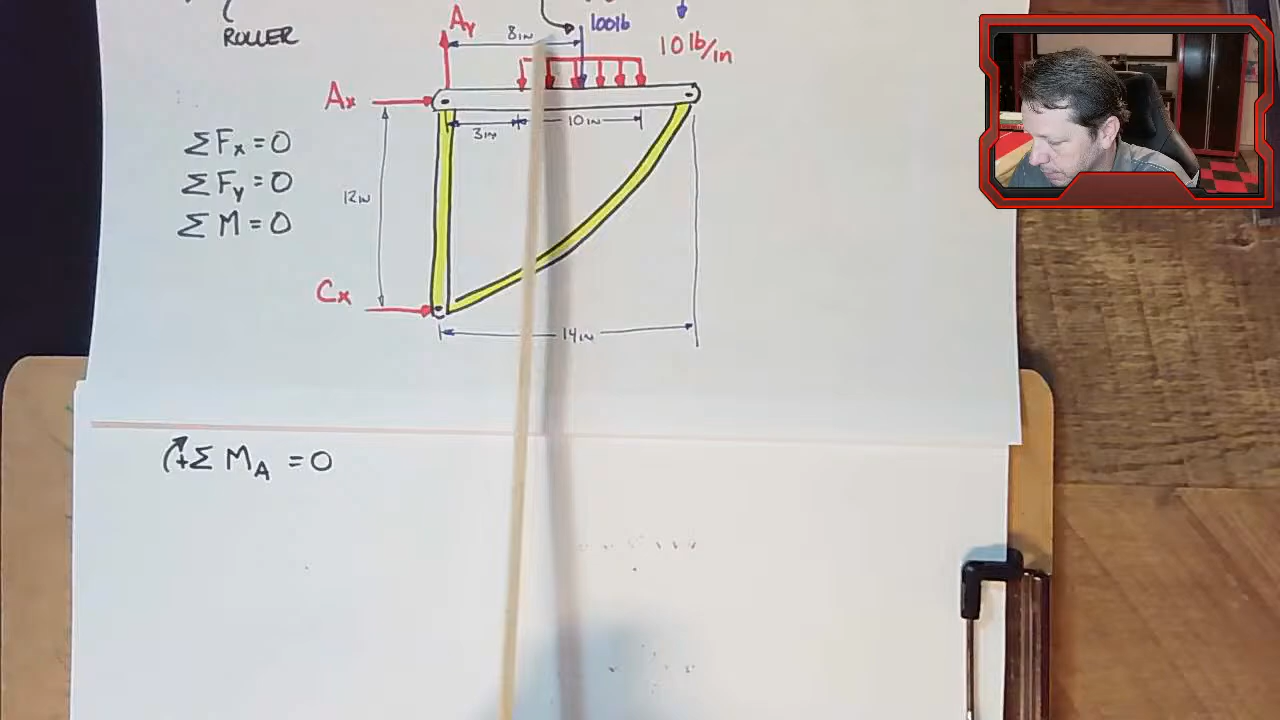 ROLLER
Ay
8in
100lb
10 lb/in
Ax
3in
10in
ΣFx=0
ΣFy=0
ΣM=0
12in
Cx
14in
+Σ MA = 0